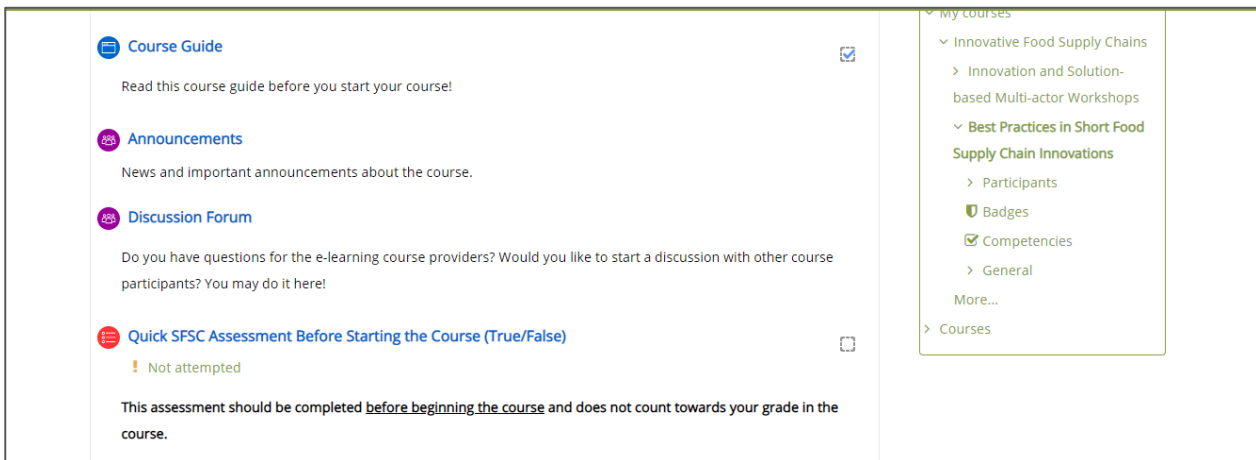 Course Guide
Read this course guide before you start your course!
Announcements
News and important announcements about the course.
Discussion Forum
Do you have questions for the e-learning course providers? Would you like to start a discussion with other course
participants? You may do it here!
Quick SFSC Assessment Before Starting the Course (True/False)
Not attempted
This assessment should be completed before beginning the course and does not count towards your grade in the
course.
My courses
Innovative Food Supply Chains
Innovation and Solution-
based Multi-actor Workshops
Best Practices in Short Food
Supply Chain Innovations
Participants
Badges
Competencies
General
More...
Courses